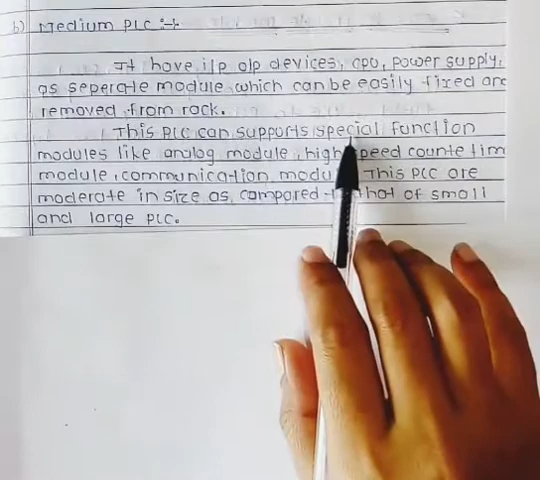 b) Medium PLC :-
It have i/p o/p devices, cpu, power supply,
as seperate module which can be easily fixed and
removed from rack.
This PLC can supports special function
modules like analog module, high speed counte tim
module, communication modu This PLC are
moderate in size as compared to that of small
and large PLC.